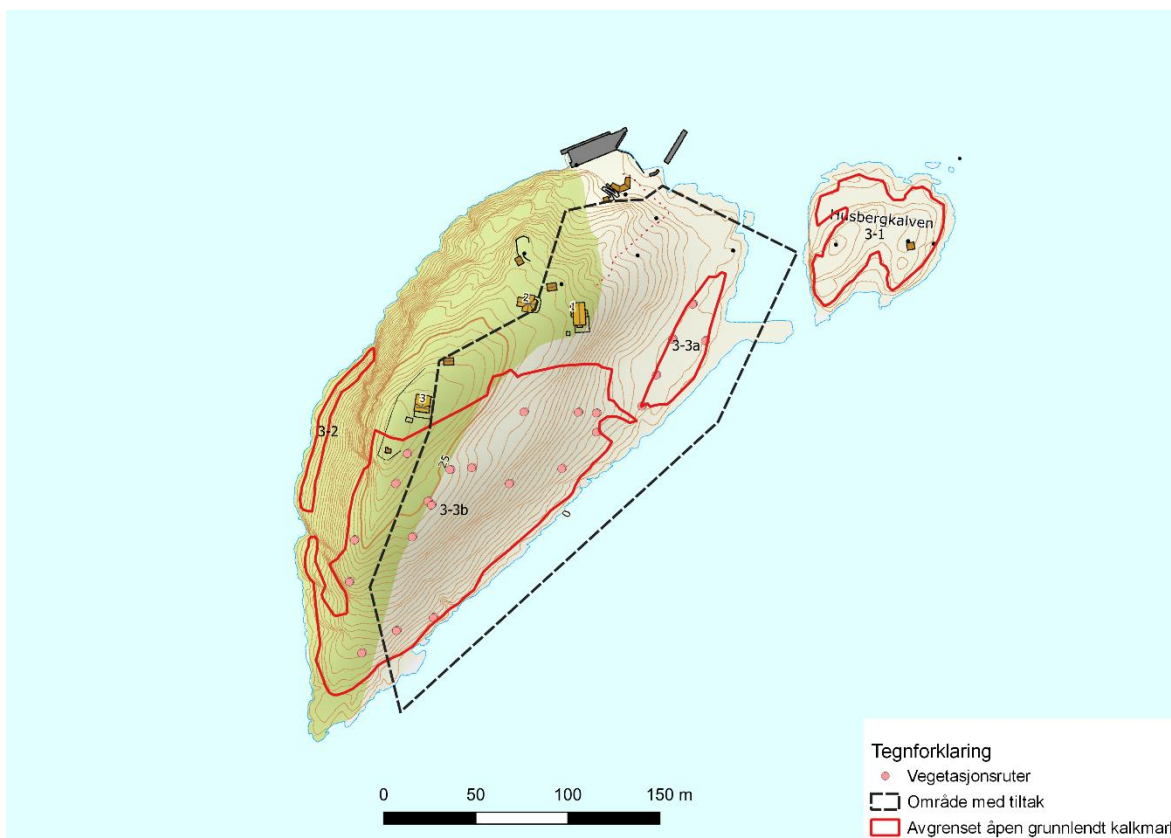 Husbergkalven
3-1
2
1
3-3a
3
3-2
25
3-3b
0 50 100 150 m
Tegnforklaring
Vegetasjonsruter
Område med tiltak
Avgrenset åpen grunnlendt kalkmark